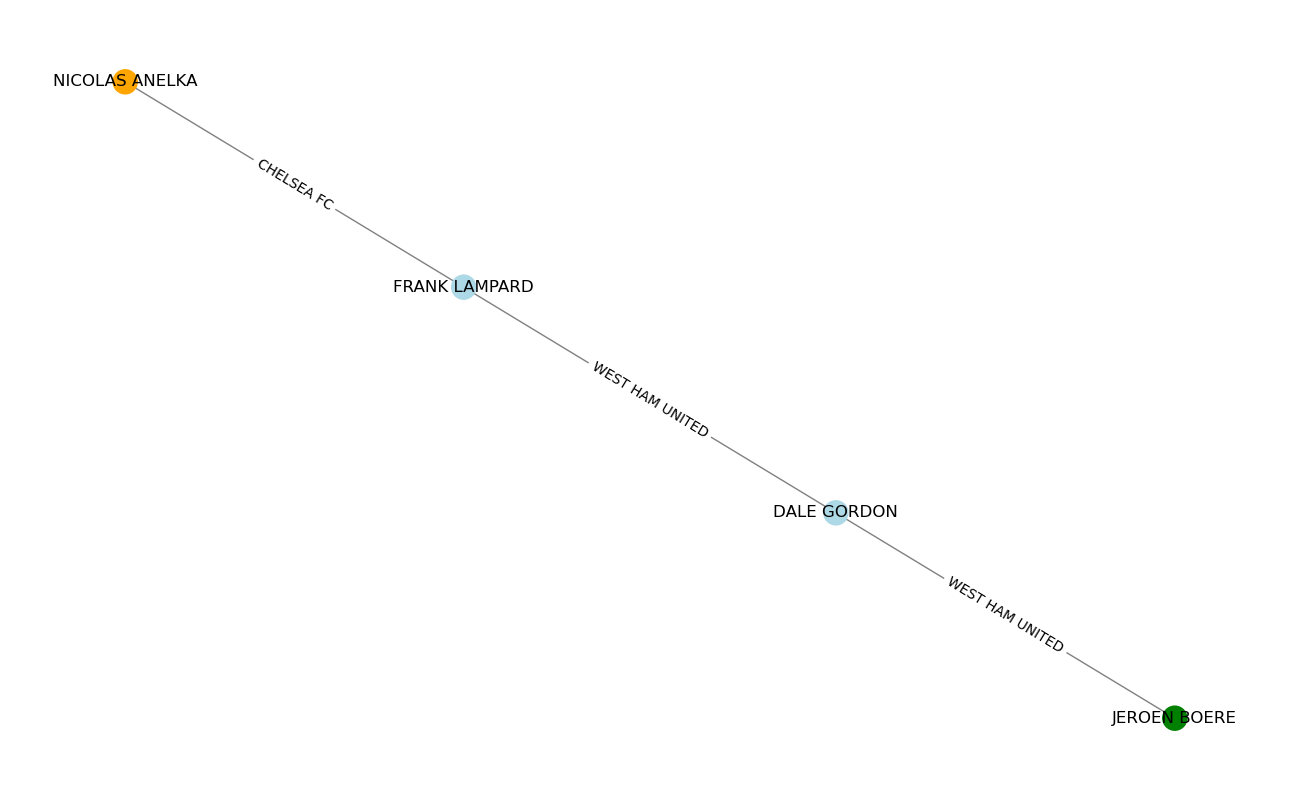 NICOLAS ANELKA
CHELSEA FC
FRANK LAMPARD
WEST HAM UNITED
DALE GORDON
WEST HAM UNITED
JEROEN BOERE